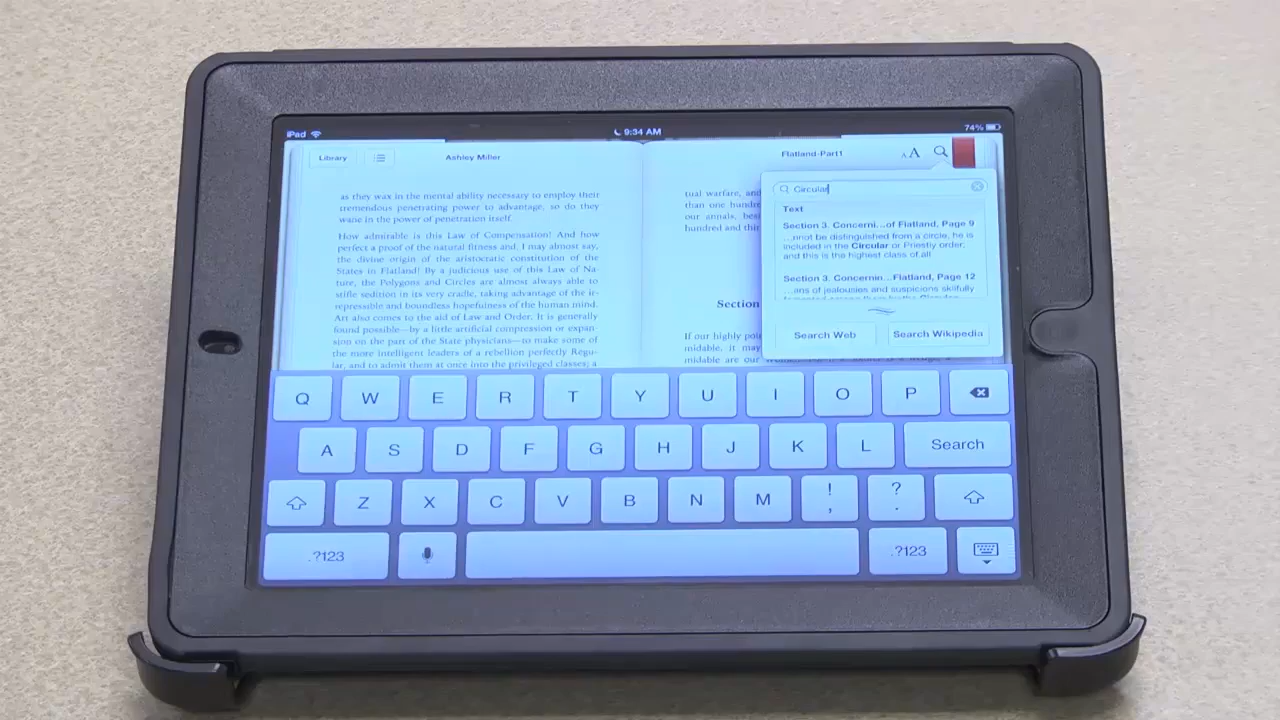 iPad 9:34 AM 74%
Library Ashley Miller Flatland-Part1 AA
as they wax in the mental ability necessary to employ their
tremendous penetrating power to advantage, so do they
wane in the power of penetration itself.
How admirable is this Law of Compensation! And how
perfect a proof of the natural fitness and, I may almost say,
the divine origin of the aristocratic constitution of the
States in Flatland! By a judicious use of this Law of Na-
ture, the Polygons and Circles are almost always able to
stifle sedition in its very cradle, taking advantage of the ir-
repressible and boundless hopefulness of the human mind.
Art also comes to the aid of Law and Order. It is generally
found possible—by a little artificial compression or expan-
sion on the part of the State physicians—to make some of
the more intelligent leaders of a rebellion perfectly Regu-
lar, and to admit them at once into the privileged classes; a
tual warfare, and
than one hundre
our annals, besi
hundred and thir
Section
If our highly poin
midable, it may
midable are our
Circular
Text
Section 3. Concerni...of Flatland, Page 9
...nnot be distinguished from a circle, he is
included in the Circular or Priestly order;
and this is the highest class of all
Section 3. Concernin... Flatland, Page 12
...ans of jealousies and suspicions skilfully
Search Web Search Wikipedia
Q W E R T Y U I O P
A S D F G H J K L Search
Z X C V B N M ! , ? .
.?123 .?123